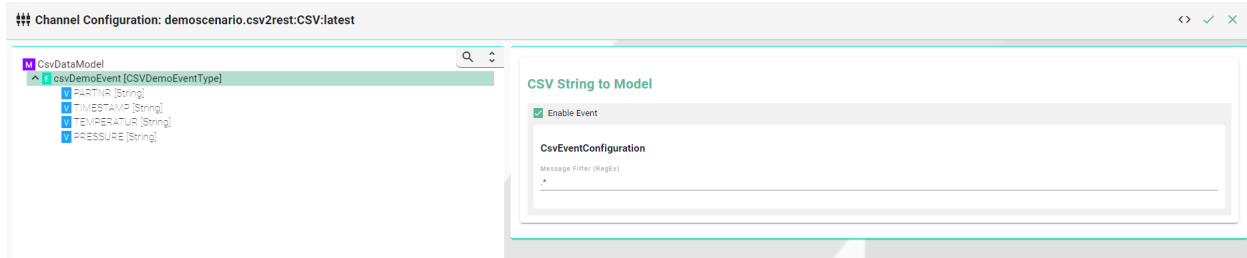 Channel Configuration: demoscenario.csv2rest:CSV:latest
M CsvDataModel
E csvDemoEvent [CSVDemoEventType]
V PARTNR [String]
V TIMESTAMP [String]
V TEMPERATUR [String]
V PRESSURE [String]
CSV String to Model
Enable Event
CsvEventConfiguration
Message Filter (RegEx)
.*